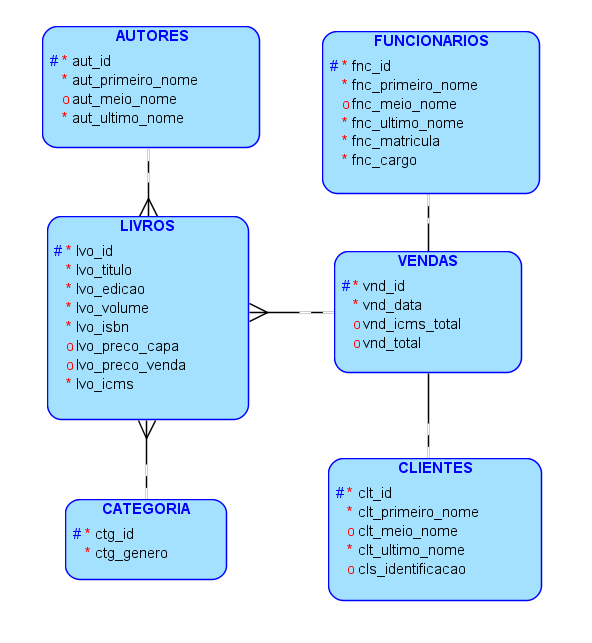 AUTORES
# * aut_id
* aut_primeiro_nome
o aut_meio_nome
* aut_ultimo_nome
FUNCIONARIOS
# * fnc_id
* fnc_primeiro_nome
o fnc_meio_nome
* fnc_ultimo_nome
* fnc_matricula
* fnc_cargo
LIVROS
# * lvo_id
* lvo_titulo
* lvo_edicao
* lvo_volume
* lvo_isbn
o lvo_preco_capa
o lvo_preco_venda
* lvo_icms
VENDAS
# * vnd_id
* vnd_data
o vnd_icms_total
o vnd_total
CATEGORIA
# * ctg_id
* ctg_genero
CLIENTES
# * clt_id
* clt_primeiro_nome
o clt_meio_nome
* clt_ultimo_nome
o cls_identificacao